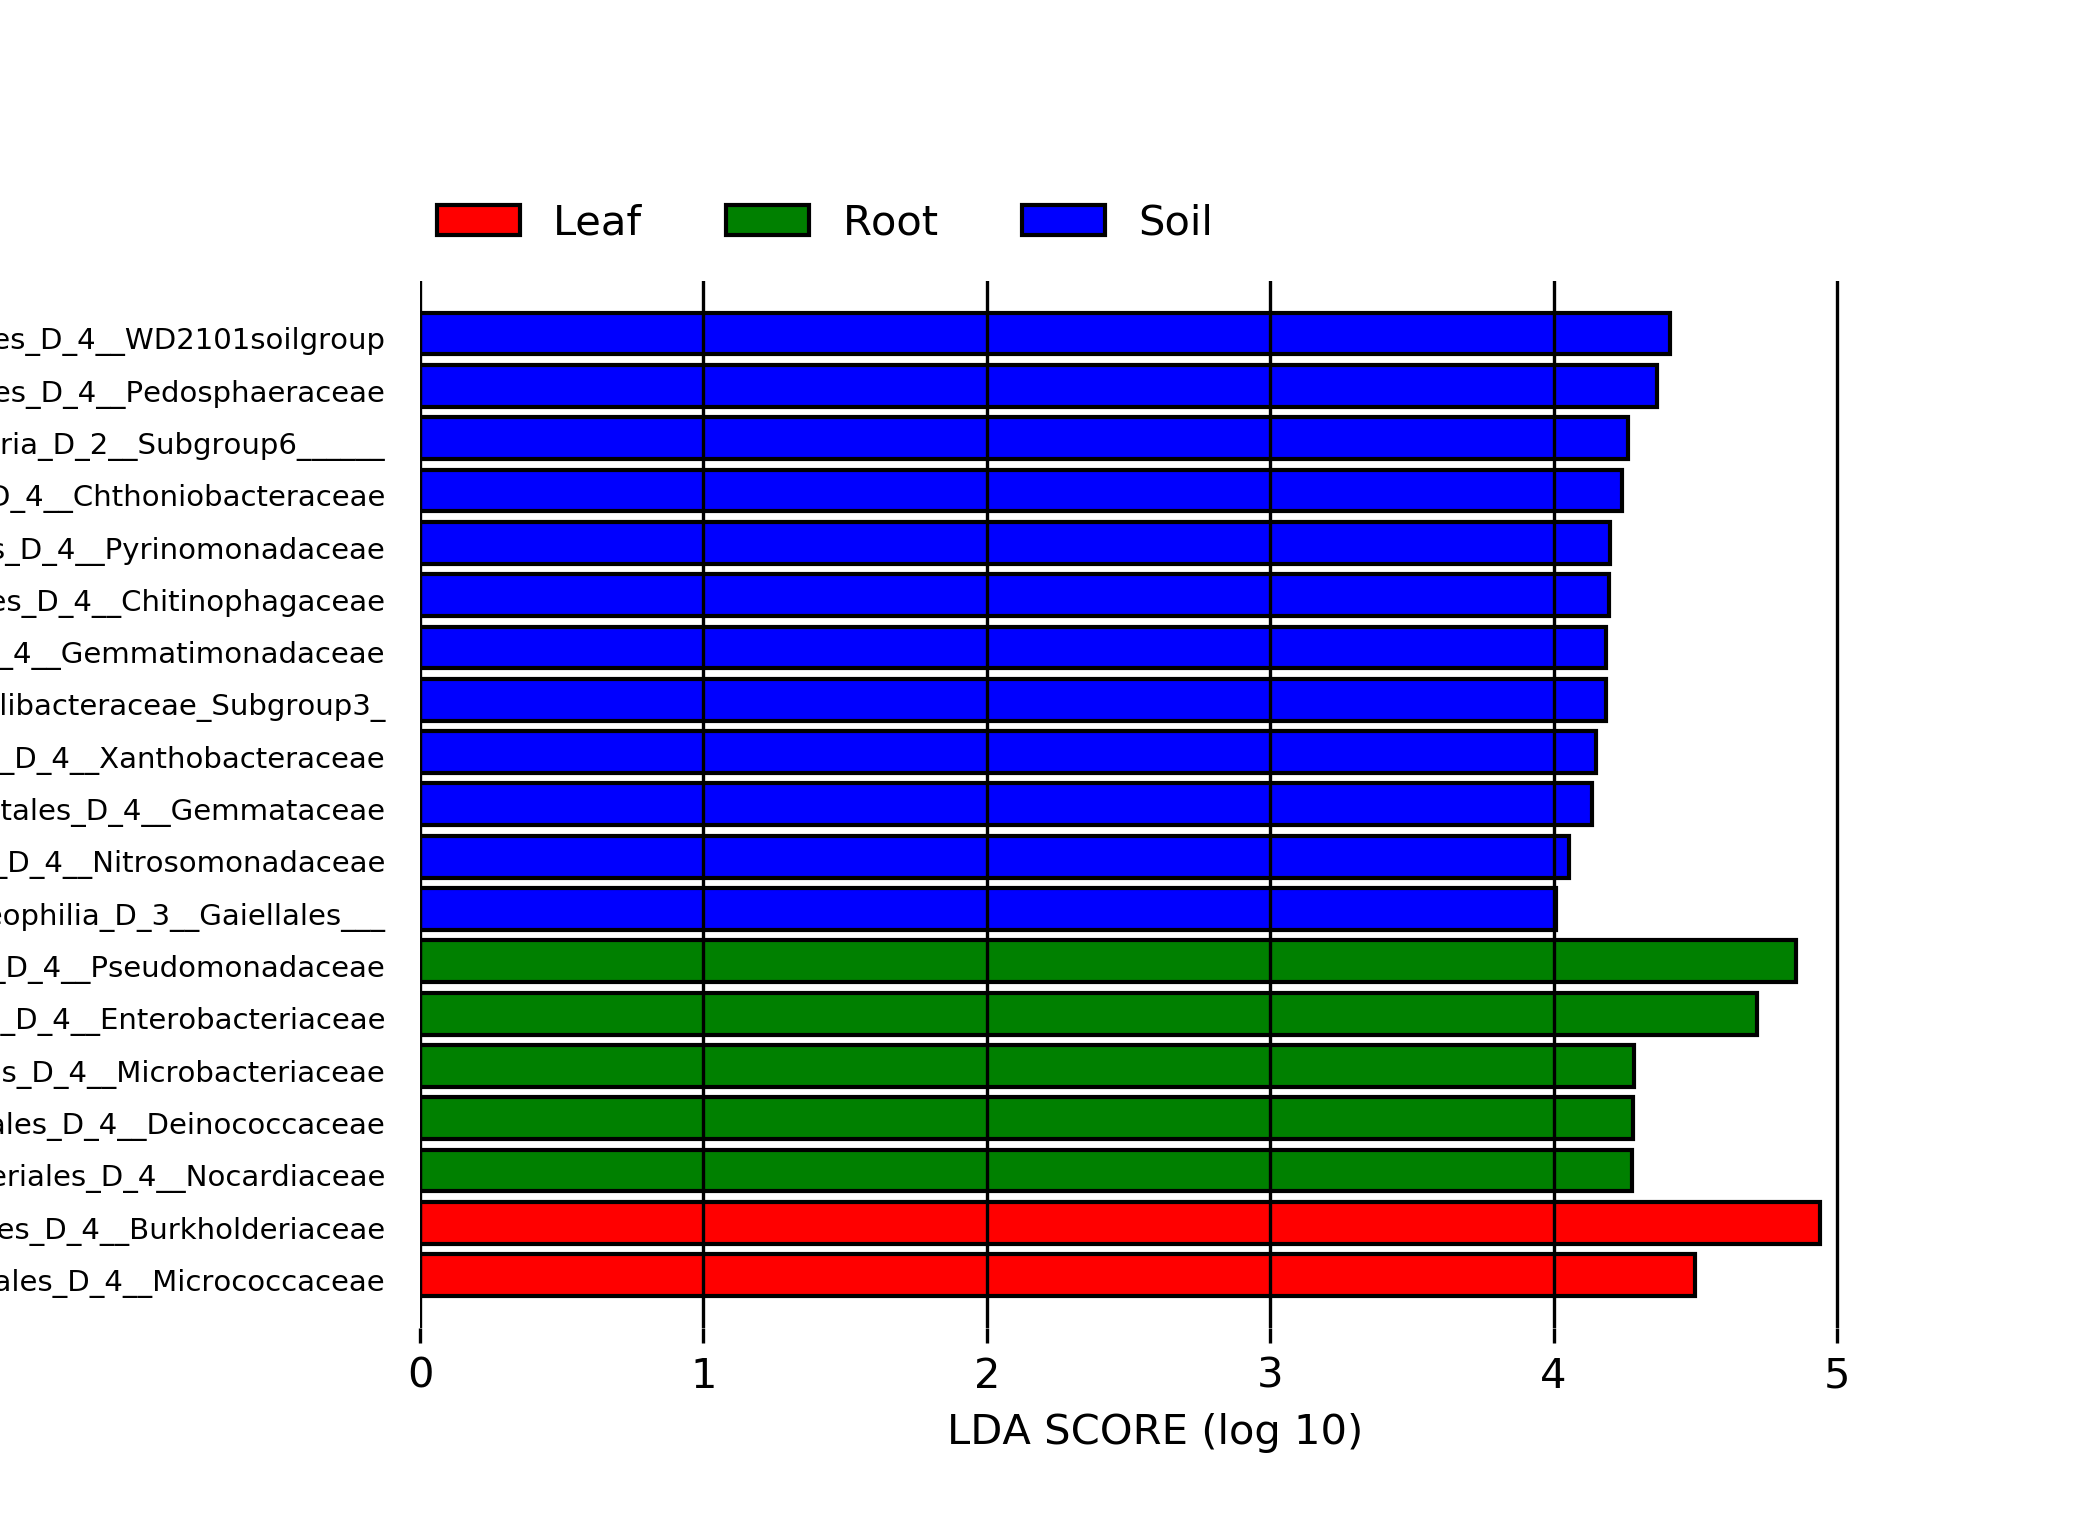 Leaf Root Soil
es_D_4__WD2101soilgroup
es_D_4__Pedosphaeraceae
ria_D_2__Subgroup6______
D_4__Chthoniobacteraceae
s_D_4__Pyrinomonadaceae
es_D_4__Chitinophagaceae
_4__Gemmatimonadaceae
libacteraceae_Subgroup3_
_D_4__Xanthobacteraceae
tales_D_4__Gemmataceae
_D_4__Nitrosomonadaceae
eophilia_D_3__Gaiellales___
_D_4__Pseudomonadaceae
_D_4__Enterobacteriaceae
s_D_4__Microbacteriaceae
ales_D_4__Deinococcaceae
eriales_D_4__Nocardiaceae
es_D_4__Burkholderiaceae
ales_D_4__Micrococcaceae
0 1 2 3 4 5
LDA SCORE (log 10)